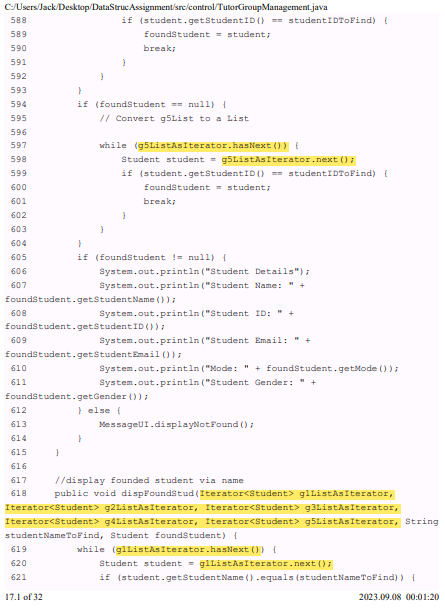 C:/Users/Jack/Desktop/DataStrucAssignment/src/control/TutorGroupManagement.java
588                 if (student.getStudentID() == studentIDToFind) {
589                     foundStudent = student;
590                     break;
591                 }
592             }
593         }
594         if (foundStudent == null) {
595             // Convert g5List to a List
596
597             while (g5ListAsIterator.hasNext()) {
598                 Student student = g5ListAsIterator.next();
599                 if (student.getStudentID() == studentIDToFind) {
600                     foundStudent = student;
601                     break;
602                 }
603             }
604         }
605         if (foundStudent != null) {
606             System.out.println("Student Details");
607             System.out.println("Student Name: " +
foundStudent.getStudentName());
608             System.out.println("Student ID: " +
foundStudent.getStudentID());
609             System.out.println("Student Email: " +
foundStudent.getStudentEmail());
610             System.out.println("Mode: " + foundStudent.getMode());
611             System.out.println("Student Gender: " +
foundStudent.getGender());
612         } else {
613             MessageUI.displayNotFound();
614         }
615     }
616
617     //display founded student via name
618     public void dispFoundStud(Iterator<Student> g1ListAsIterator,
Iterator<Student> g2ListAsIterator, Iterator<Student> g3ListAsIterator,
Iterator<Student> g4ListAsIterator, Iterator<Student> g5ListAsIterator, String
studentNameToFind, Student foundStudent) {
619         while (g1ListAsIterator.hasNext()) {
620             Student student = g1ListAsIterator.next();
621             if (student.getStudentName().equals(studentNameToFind)) {
17.1 of 32 2023.09.08 00:01:20